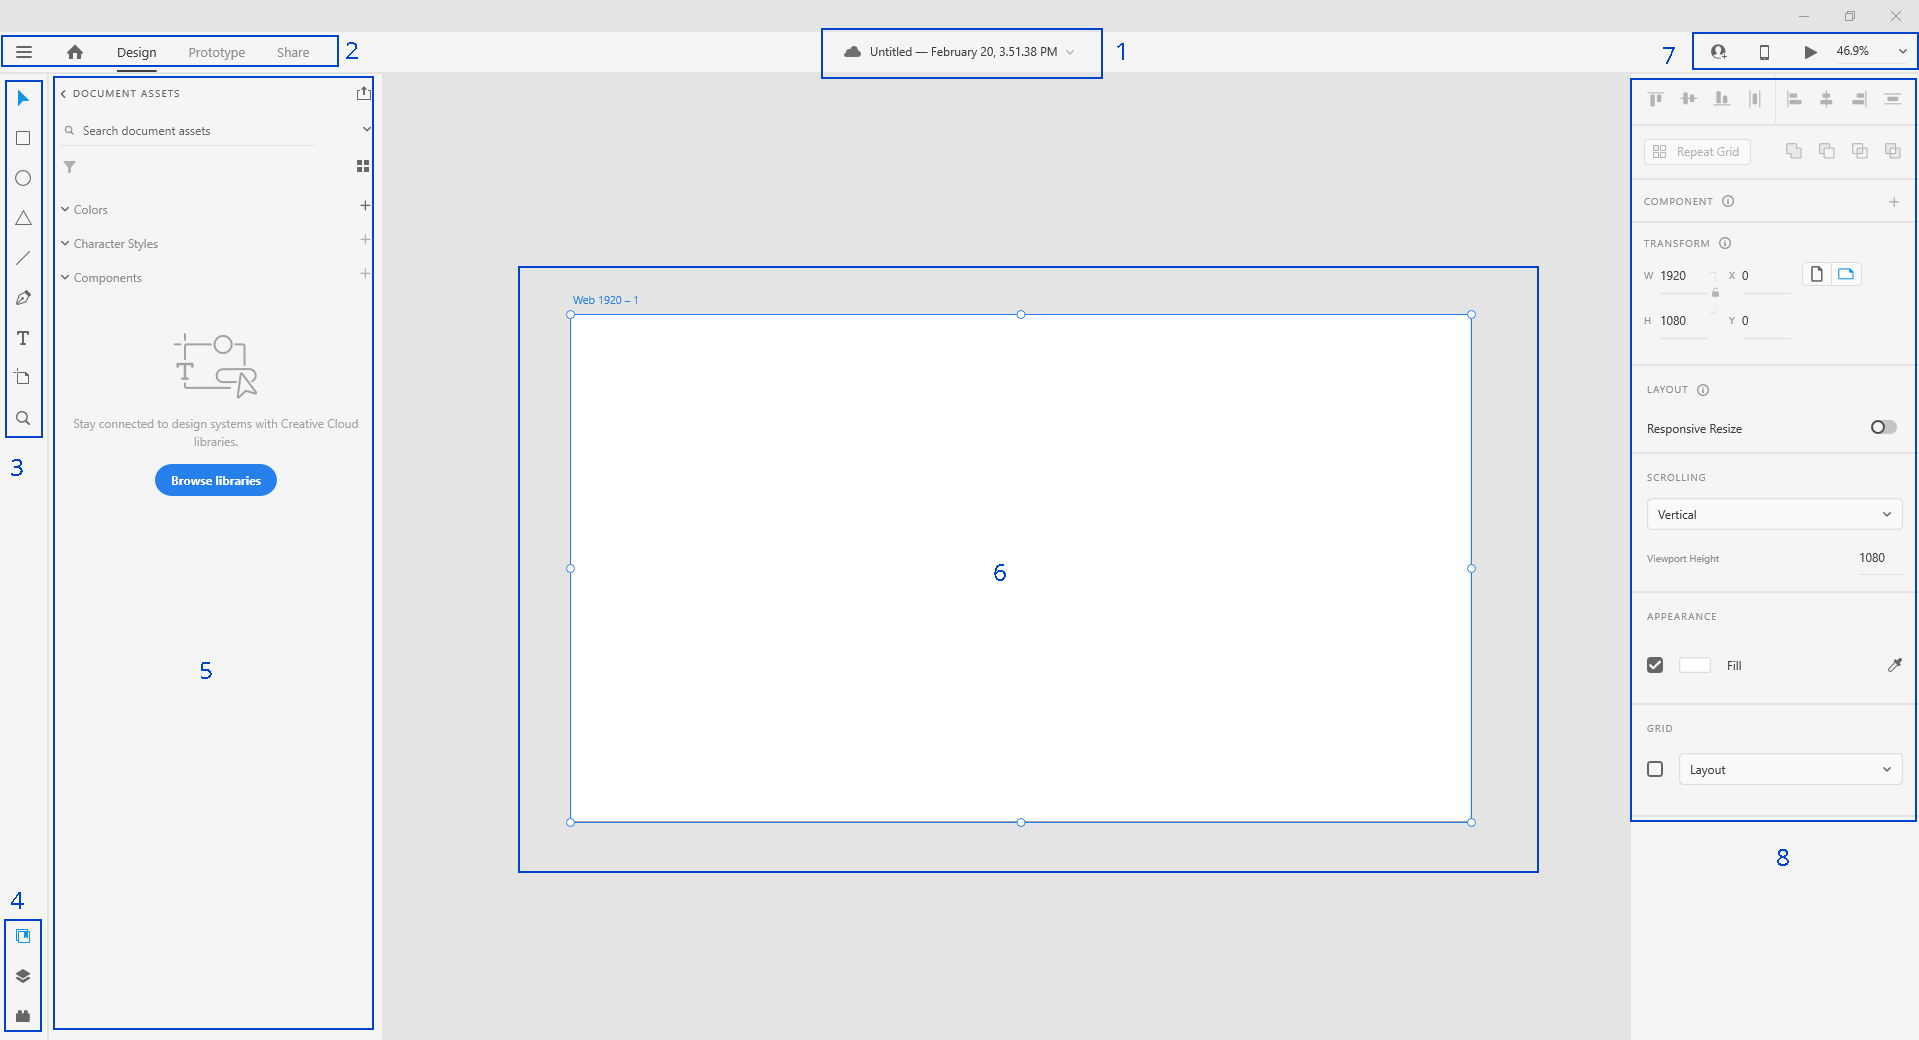 Design Prototype Share 2
Untitled — February 20, 3.51.38 PM 1
7 46.9%
DOCUMENT ASSETS
Search document assets
Colors
Character Styles
Components
T
Stay connected to design systems with Creative Cloud
libraries.
Browse libraries
3
5
4
Web 1920 – 1
6
Repeat Grid
COMPONENT
TRANSFORM
W 1920 X 0
H 1080 Y 0
LAYOUT
Responsive Resize
SCROLLING
Vertical
Viewport Height 1080
APPEARANCE
Fill
GRID
Layout
8